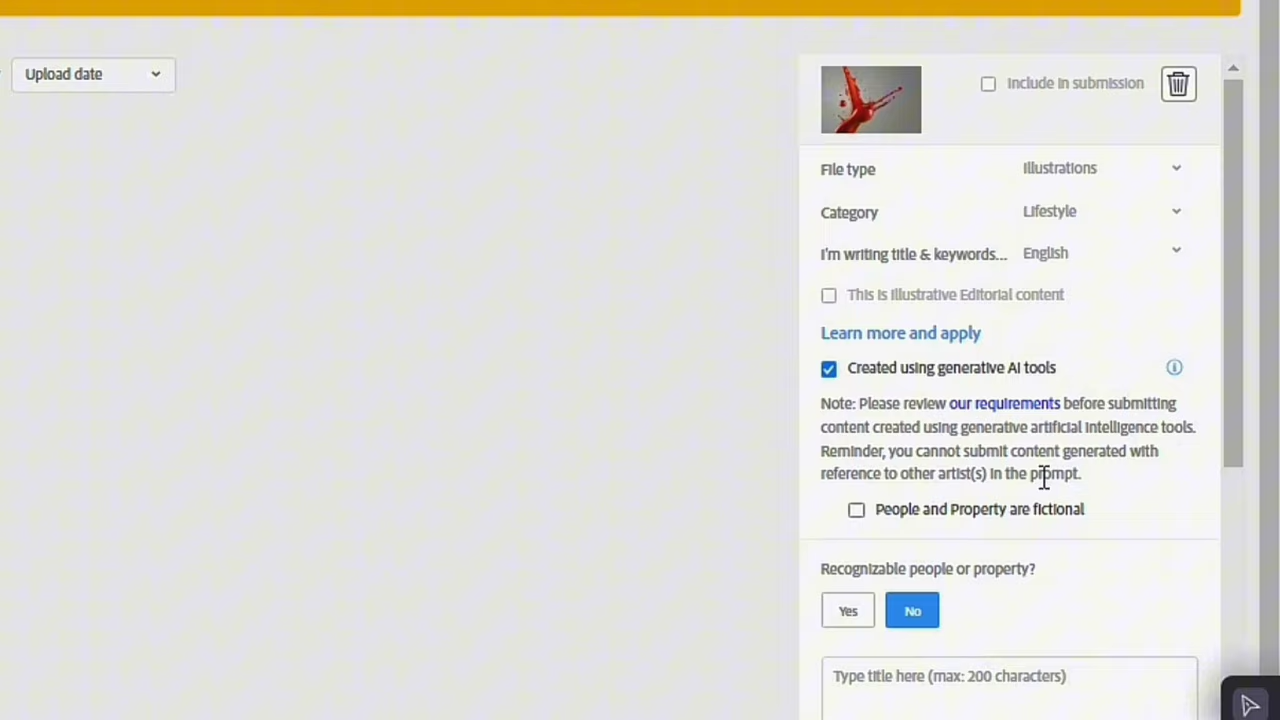 Upload date
Include in submission
File type Illustrations
Category Lifestyle
I'm writing title & keywords... English
This is Illustrative Editorial content
Learn more and apply
Created using generative AI tools
Note: Please review our requirements before submitting
content created using generative artificial intelligence tools.
Reminder, you cannot submit content generated with
reference to other artist(s) in the prompt.
People and Property are fictional
Recognizable people or property?
Yes No
Type title here (max: 200 characters)